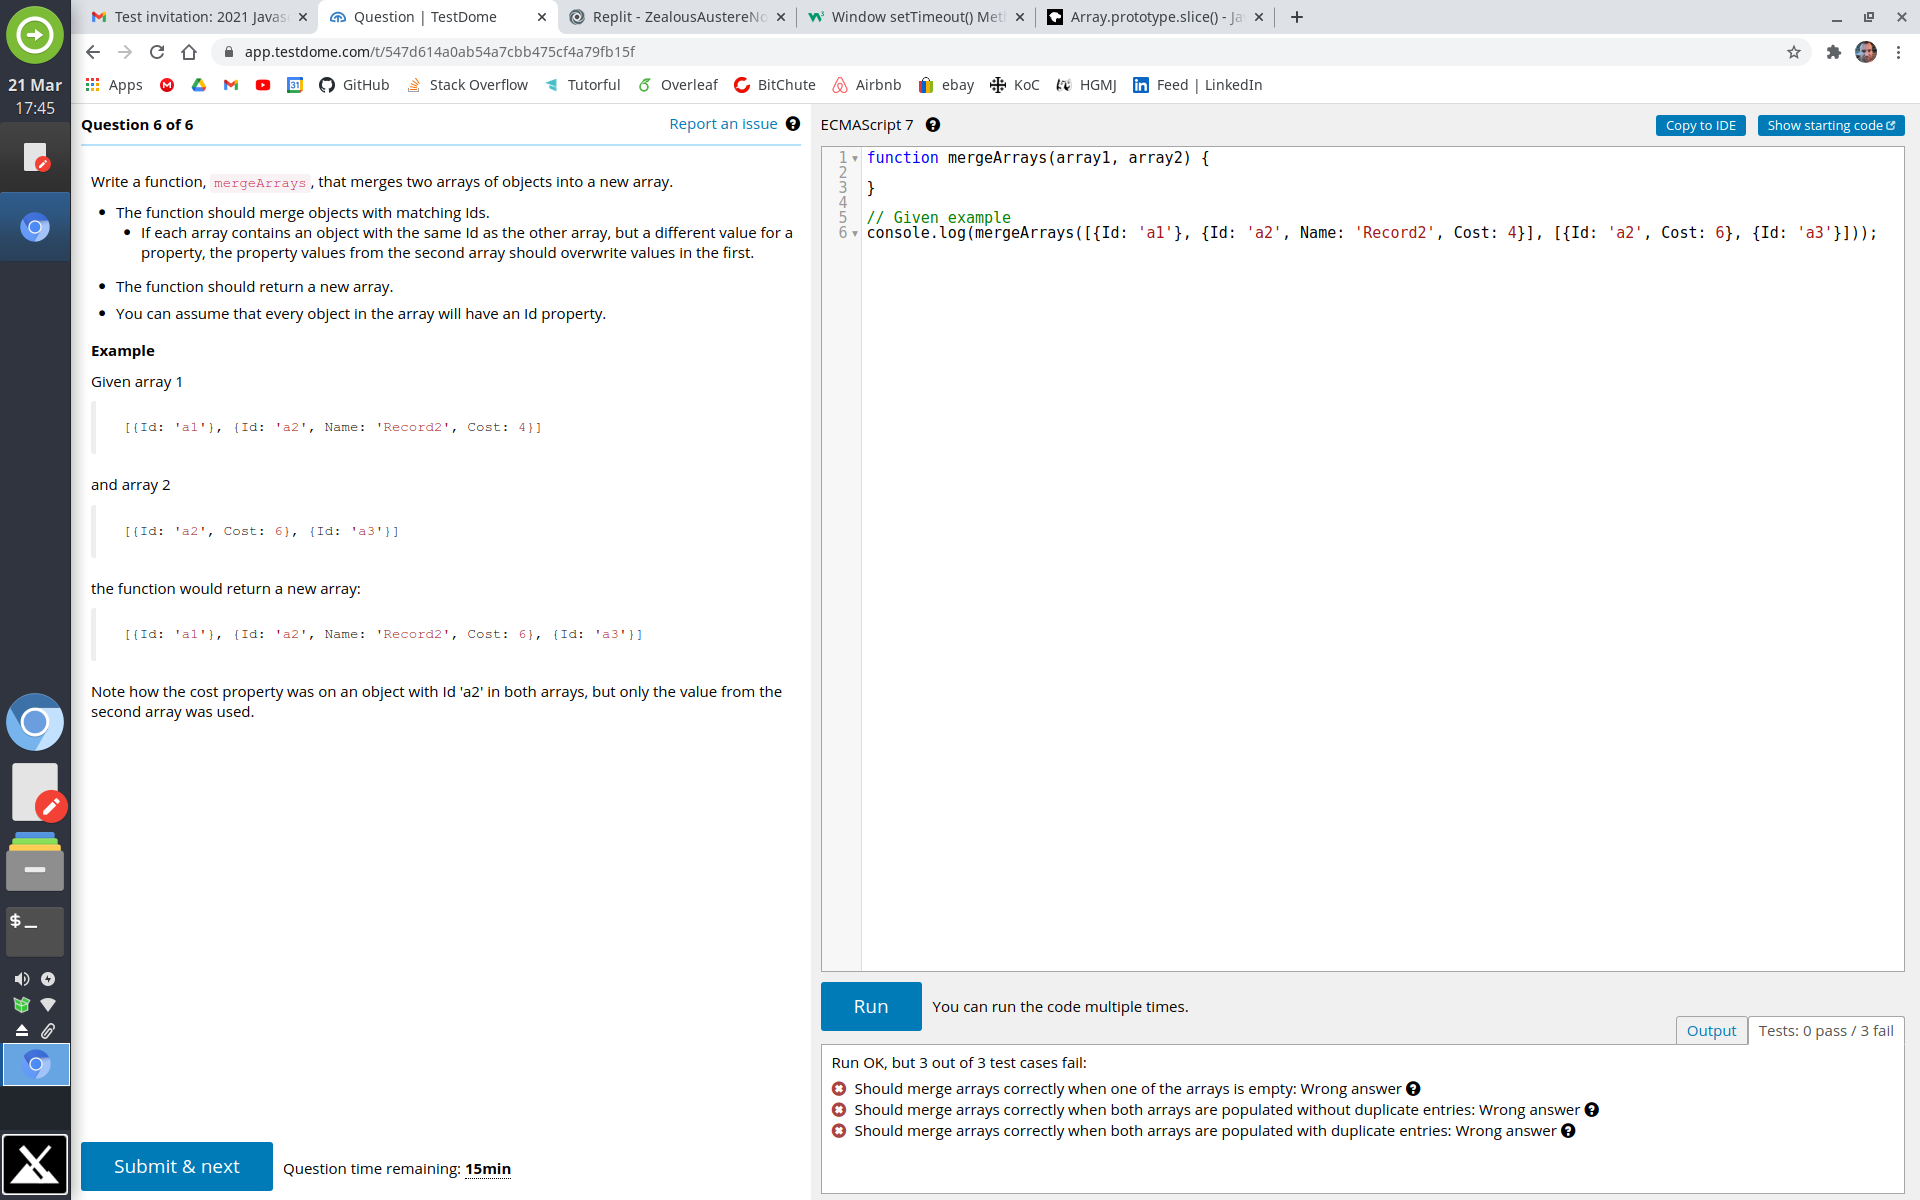 Test invitation: 2021 Javas
Question | TestDome
Replit - ZealousAustereNo
Window setTimeout() Met
Array.prototype.slice() - Ja
21 Mar
17:45
app.testdome.com/t/547d614a0ab54a7cbb475cf4a79fb15f
Apps
31
GitHub
Stack Overflow
Tutorful
Overleaf
BitChute
Airbnb
ebay
KoC
HGMJ
Feed | LinkedIn
Question 6 of 6
Report an issue
Write a function, mergeArrays, that merges two arrays of objects into a new array.
The function should merge objects with matching Ids.
If each array contains an object with the same Id as the other array, but a different value for a
property, the property values from the second array should overwrite values in the first.
The function should return a new array.
You can assume that every object in the array will have an Id property.
Example
Given array 1
[{Id: 'a1'}, {Id: 'a2', Name: 'Record2', Cost: 4}]
and array 2
[{Id: 'a2', Cost: 6}, {Id: 'a3'}]
the function would return a new array:
[{Id: 'a1'}, {Id: 'a2', Name: 'Record2', Cost: 6}, {Id: 'a3'}]
Note how the cost property was on an object with Id 'a2' in both arrays, but only the value from the
second array was used.
Submit & next
Question time remaining: 15min
ECMAScript 7
Copy to IDE
Show starting code
1 function mergeArrays(array1, array2) {
2
3 }
4
5 // Given example
6 console.log(mergeArrays([{Id: 'a1'}, {Id: 'a2', Name: 'Record2', Cost: 4}], [{Id: 'a2', Cost: 6}, {Id: 'a3'}]));
Run
You can run the code multiple times.
Output
Tests: 0 pass / 3 fail
Run OK, but 3 out of 3 test cases fail:
Should merge arrays correctly when one of the arrays is empty: Wrong answer
Should merge arrays correctly when both arrays are populated without duplicate entries: Wrong answer
Should merge arrays correctly when both arrays are populated with duplicate entries: Wrong answer
$ _